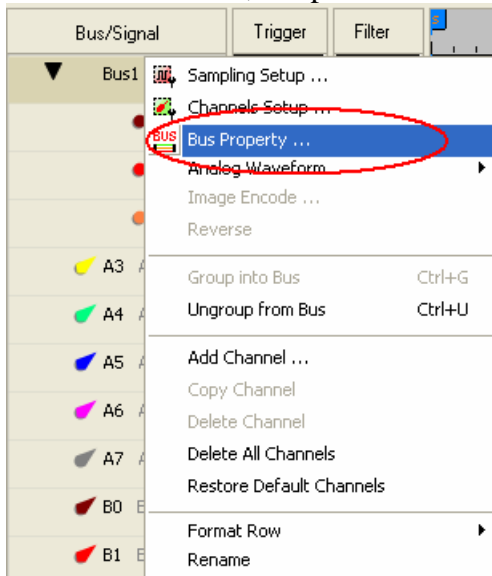 Bus/Signal Trigger Filter S
Bus1
Sampling Setup ...
Channels Setup ...
BUS Bus Property ...
Analog Waveform
Image Encode ...
Reverse
A3 A
Group into Bus Ctrl+G
A4 A
Ungroup from Bus Ctrl+U
A5 A
Add Channel ...
Copy Channel
A6 A
Delete Channel
A7 A
Delete All Channels
Restore Default Channels
B0 B
Format Row
B1 B
Rename